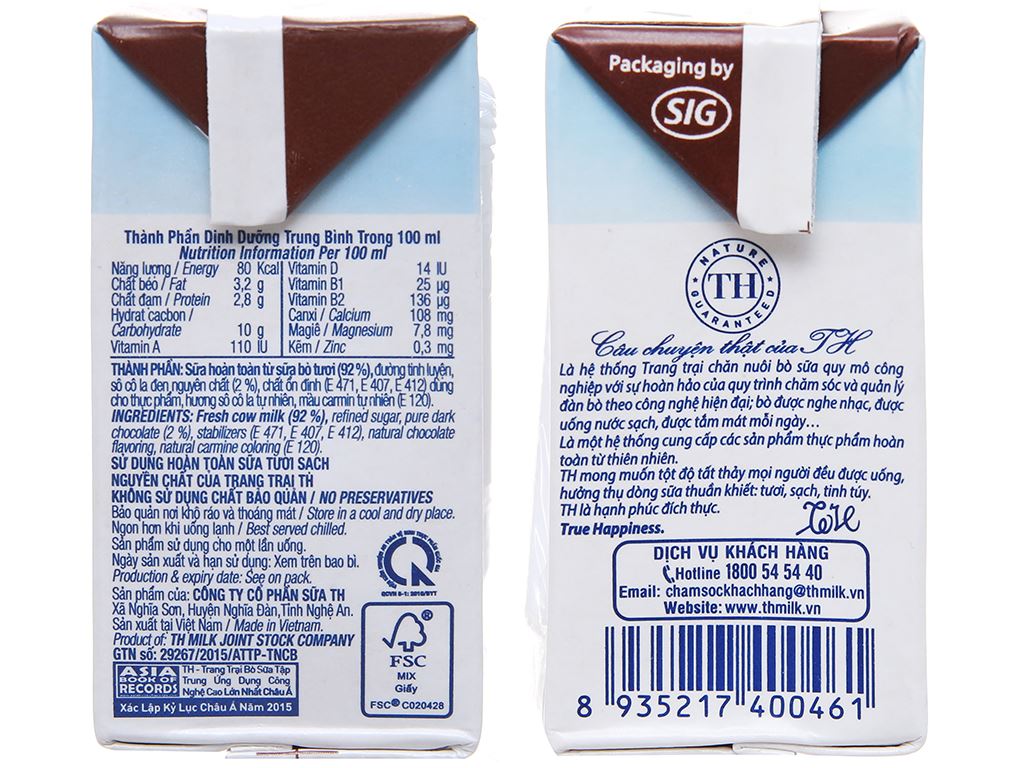 Thành Phần Dinh Dưỡng Trung Bình Trong 100 ml
Nutrition Information Per 100 ml
Năng lượng / Energy 80 Kcal
Chất béo / Fat 3,2 g
Chất đạm / Protein 2,8 g
Hydrat cacbon /
Carbohydrate 10 g
Vitamin A 110 IU
Vitamin D 14 IU
Vitamin B1 25 µg
Vitamin B2 136 µg
Canxi / Calcium 108 mg
Magiê / Magnesium 7,8 mg
Kẽm / Zinc 0,3 mg
THÀNH PHẦN: Sữa hoàn toàn từ sữa bò tươi (92 %), đường tinh luyện,
sô cô la đen nguyên chất (2 %), chất ổn định (E 471, E 407, E 412) dùng
cho thực phẩm, hương sô cô la tự nhiên, màu carmin tự nhiên (E 120).
INGREDIENTS: Fresh cow milk (92 %), refined sugar, pure dark
chocolate (2 %), stabilizers (E 471, E 407, E 412), natural chocolate
flavoring, natural carmine coloring (E 120).
SỬ DỤNG HOÀN TOÀN SỮA TƯƠI SẠCH
NGUYÊN CHẤT CỦA TRANG TRẠI TH
KHÔNG SỬ DỤNG CHẤT BẢO QUẢN / NO PRESERVATIVES
Bảo quản nơi khô ráo và thoáng mát / Store in a cool and dry place.
Ngon hơn khi uống lạnh / Best served chilled.
Sản phẩm sử dụng cho một lần uống.
Ngày sản xuất và hạn sử dụng: Xem trên bao bì.
Production & expiry date: See on pack.
Sản phẩm của: CÔNG TY CỔ PHẦN SỮA TH
Xã Nghĩa Sơn, Huyện Nghĩa Đàn, Tỉnh Nghệ An.
Sản xuất tại Việt Nam / Made in Vietnam.
Product of: TH MILK JOINT STOCK COMPANY
GTN số: 29267/2015/ATTP-TNCB
QCVN 5-1: 2010/BYT
ASIA
BOOK OF
RECORDS
TH - Trang Trại Bò Sữa Tập
Trung Ứng Dụng Công
Nghệ Cao Lớn Nhất Châu Á
Xác Lập Kỷ Lục Châu Á Năm 2015
®
FSC
MIX
Giấy
FSC® C020428
Packaging by
SIG
NATURE
TH
GUARANTEED
Câu chuyện thật của TH
Là hệ thống Trang trại chăn nuôi bò sữa quy mô công
nghiệp với sự hoàn hảo của quy trình chăm sóc và quản lý
đàn bò theo công nghệ hiện đại; bò được nghe nhạc, được
uống nước sạch, được tắm mát mỗi ngày...
Là một hệ thống cung cấp các sản phẩm thực phẩm hoàn
toàn từ thiên nhiên.
TH mong muốn tột độ tất thảy mọi người đều được uống,
hưởng thụ dòng sữa thuần khiết: tươi, sạch, tinh túy.
TH là hạnh phúc đích thực.
True Happiness.
DỊCH VỤ KHÁCH HÀNG
Hotline 1800 54 54 40
Email: chamsockhachhang@thmilk.vn
Website: www.thmilk.vn
8 935217 400461